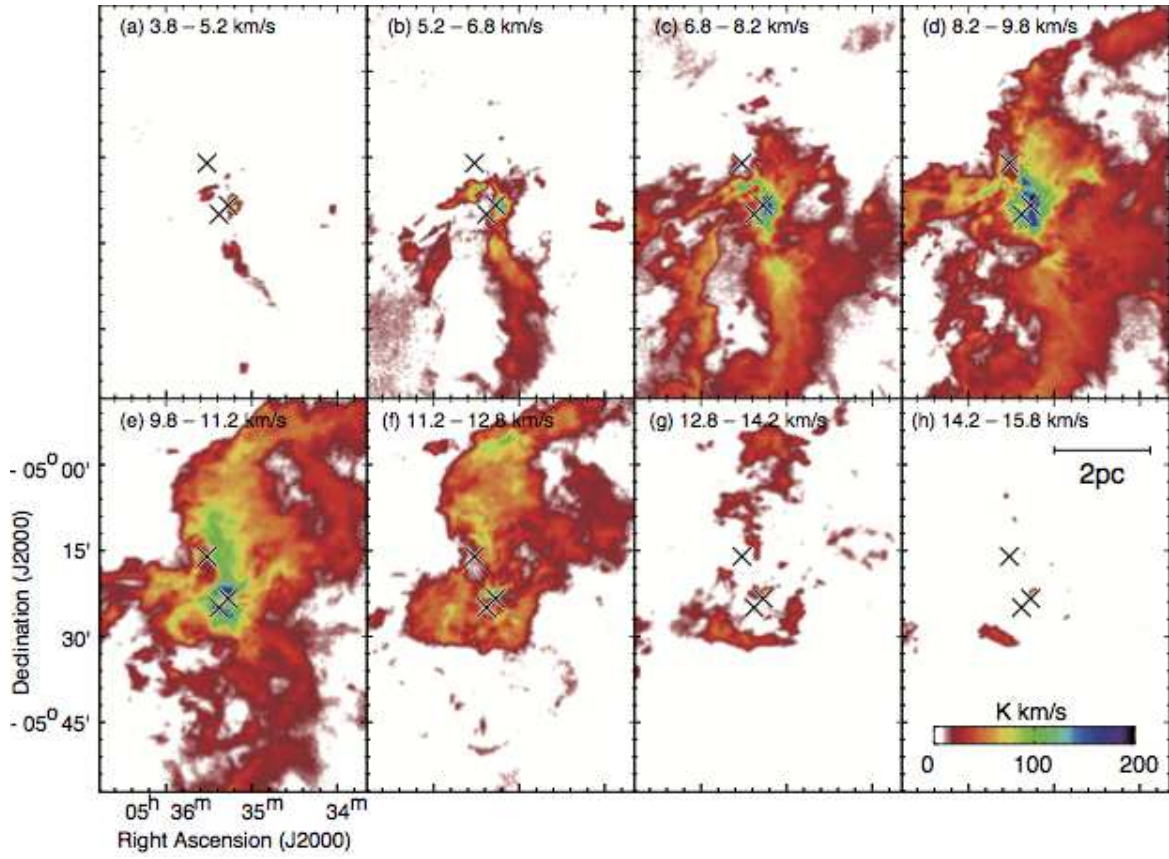 (a) 3.8 – 5.2 km/s
(b) 5.2 – 6.8 km/s
(c) 6.8 – 8.2 km/s
(d) 8.2 – 9.8 km/s
(e) 9.8 – 11.2 km/s
(f) 11.2 – 12.8 km/s
(g) 12.8 – 14.2 km/s
(h) 14.2 – 15.8 km/s
2pc
K km/s
0 100 200
Declination (J2000)
- 05° 00'
15'
30'
- 05° 45'
05ʰ 36ᵐ 35ᵐ 34ᵐ
Right Ascension (J2000)